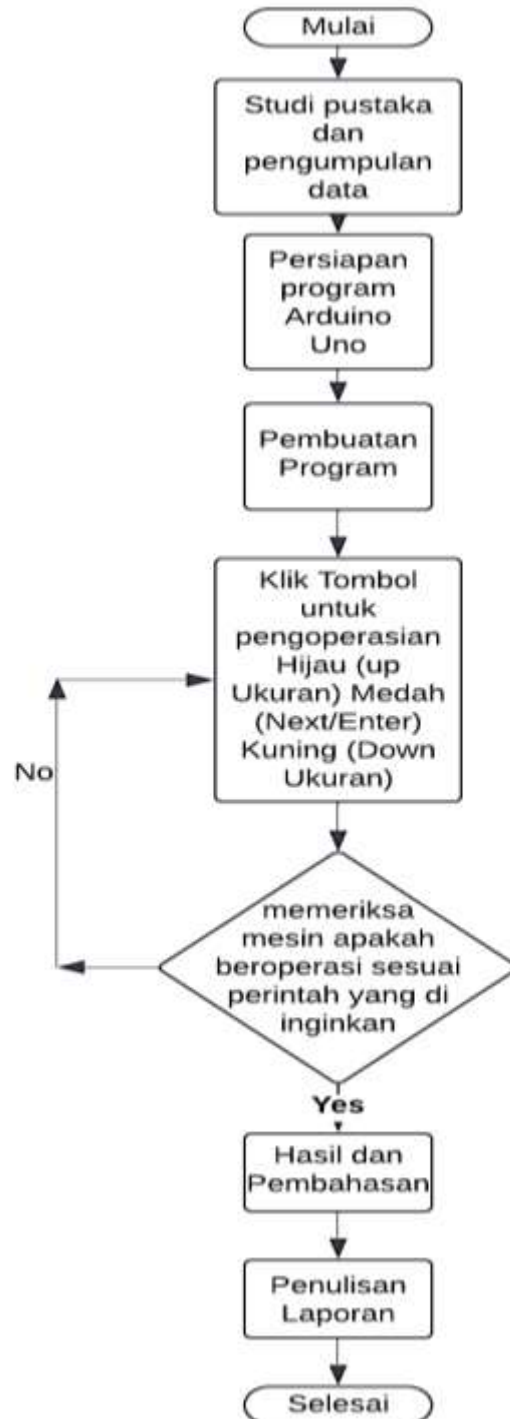 Mulai
Studi pustaka
dan
pengumpulan
data
Persiapan
program
Arduino
Uno
Pembuatan
Program
Klik Tombol
untuk
pengoperasian
Hijau (up
Ukuran) Medah
(Next/Enter)
Kuning (Down
Ukuran)
No
memeriksa
mesin apakah
beroperasi sesuai
perintah yang di
inginkan
Yes
Hasil dan
Pembahasan
Penulisan
Laporan
Selesai